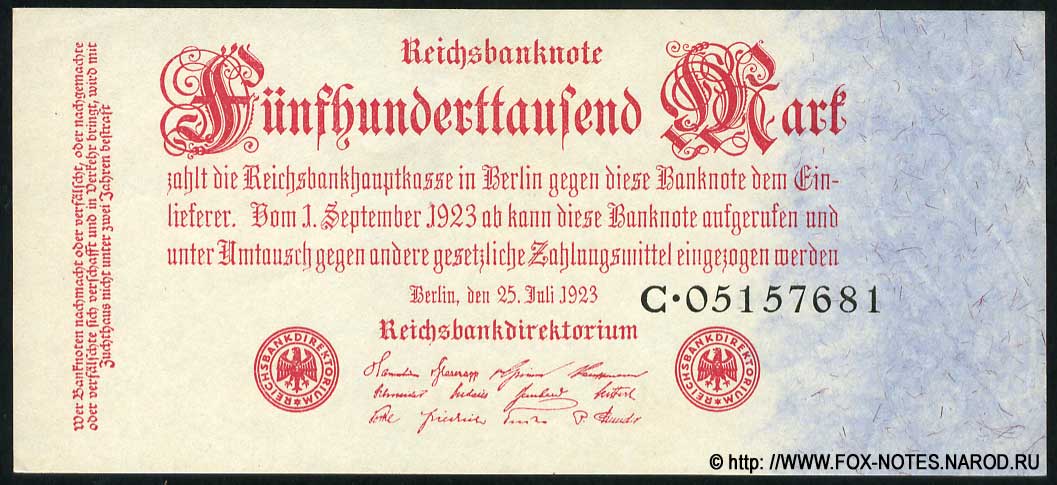 Reichsbanknote
Fünfhunderttausend Mark
zahlt die Reichsbankhauptkasse in Berlin gegen diese Banknote dem Ein-
lieferer. Vom 1. September 1923 ab kann diese Banknote aufgerufen und
unter Umtausch gegen andere gesetzliche Zahlungsmittel eingezogen werden
Berlin, den 25. Juli 1923
C·05157681
Reichsbankdirektorium
REICHSBANKDIREKTORIUM
REICHSBANKDIREKTORIUM
Wer Banknoten nachmacht oder verfälscht, oder nachgemachte
oder verfälschte sich verschafft und in Verkehr bringt, wird mit
Zuchthaus nicht unter zwei Jahren bestraft
© http: //WWW.FOX-NOTES.NAROD.RU